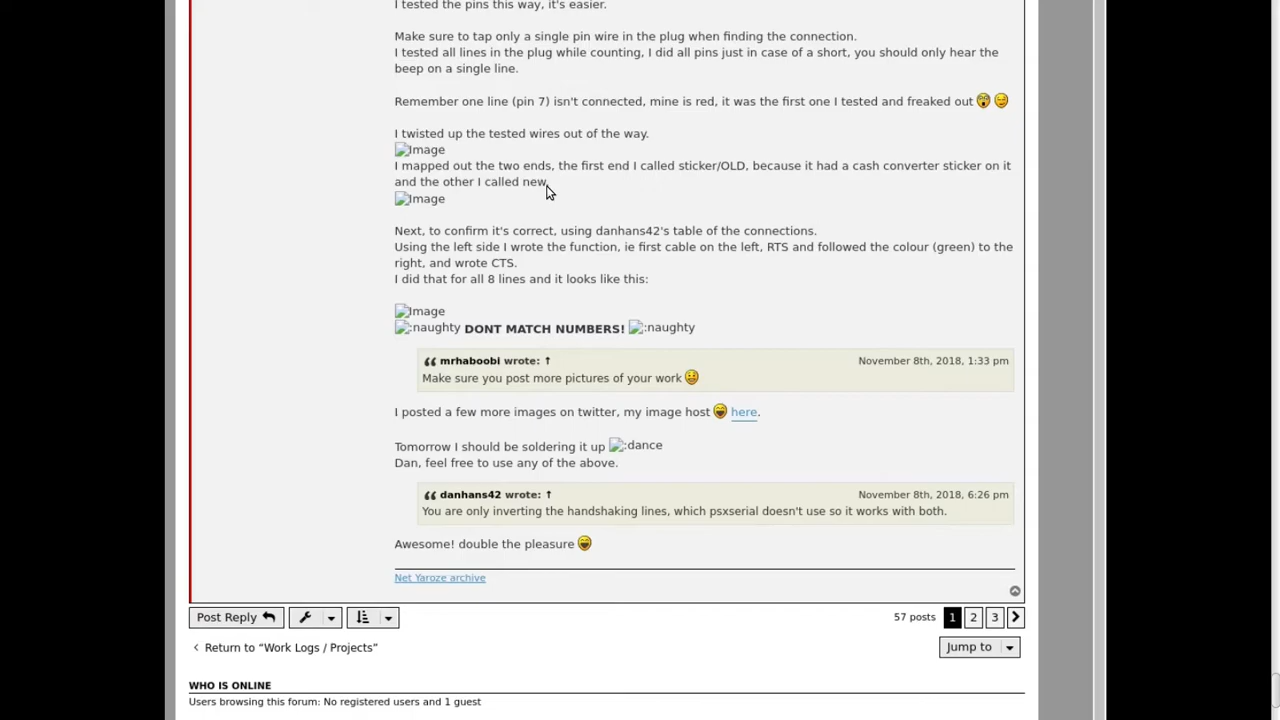 I tested the pins this way, it's easier.
Make sure to tap only a single pin wire in the plug when finding the connection.
I tested all lines in the plug while counting, I did all pins just in case of a short, you should only hear the
beep on a single line.
Remember one line (pin 7) isn't connected, mine is red, it was the first one I tested and freaked out
I twisted up the tested wires out of the way.
Image
I mapped out the two ends, the first end I called sticker/OLD, because it had a cash converter sticker on it
and the other I called new.
Image
Next, to confirm it's correct, using danhans42's table of the connections.
Using the left side I wrote the function, ie first cable on the left, RTS and followed the colour (green) to the
right, and wrote CTS.
I did that for all 8 lines and it looks like this:
Image
:naughty DONT MATCH NUMBERS! :naughty
mrhaboobi wrote: ↑ November 8th, 2018, 1:33 pm
Make sure you post more pictures of your work
I posted a few more images on twitter, my image host here.
Tomorrow I should be soldering it up :dance
Dan, feel free to use any of the above.
danhans42 wrote: ↑ November 8th, 2018, 6:26 pm
You are only inverting the handshaking lines, which psxserial doesn't use so it works with both.
Awesome! double the pleasure
Net Yaroze archive
Post Reply 57 posts 1 2 3
Return to “Work Logs / Projects” Jump to
WHO IS ONLINE
Users browsing this forum: No registered users and 1 guest